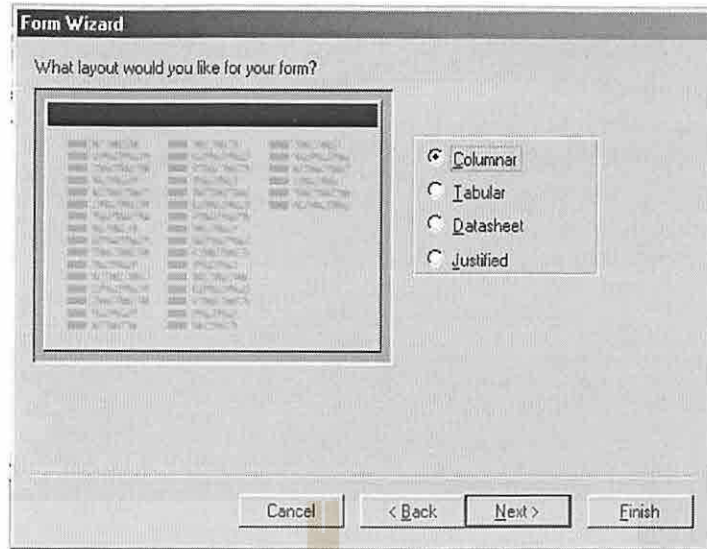 Form Wizard
What layout would you like for your form?
Columnar
Tabular
Datasheet
Justified
Cancel
< Back
Next >
Finish